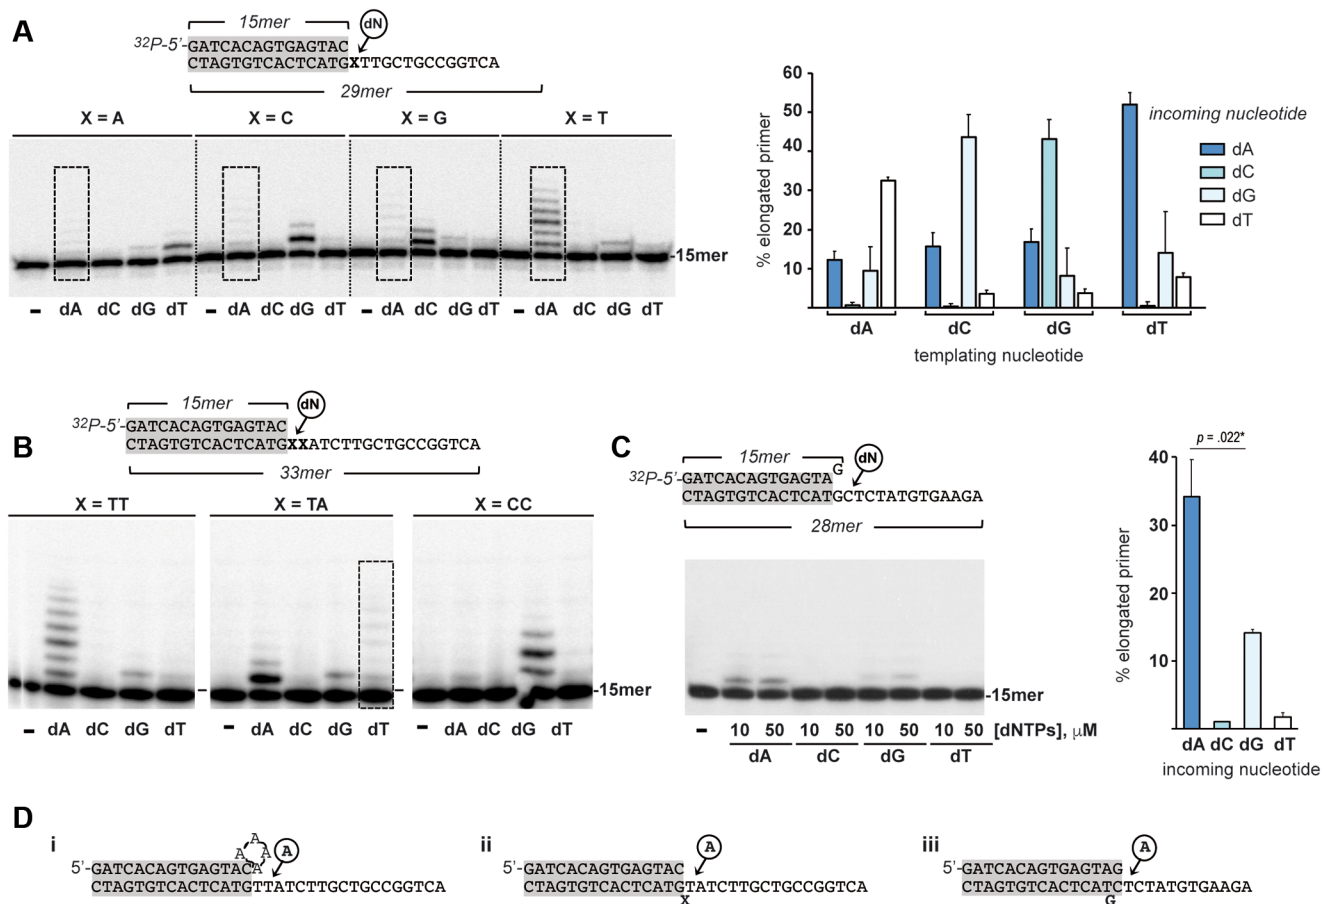 A
15mer
dN
32P-5'-GATCACAGTGAGTAC
CTAGTGTCACTCATGXTTGCTGCCGGTCA
29mer
X = A
X = C
X = G
X = T
-15mer
– dA dC dG dT – dA dC dG dT – dA dC dG dT – dA dC dG dT
% elongated primer
60
50
40
30
20
10
incoming nucleotide
dA
dC
dG
dT
dA dC dG dT
templating nucleotide
B
15mer
dN
32P-5'-GATCACAGTGAGTAC
CTAGTGTCACTCATGXXATCTTGCTGCCGGTCA
33mer
X = TT
X = TA
X = CC
-15mer
– dA dC dG dT – dA dC dG dT – dA dC dG dT
C
15mer
G
dN
32P-5'-GATCACAGTGAGTA
CTAGTGTCACTCATGCTCTATGTGAAGA
28mer
-15mer
– 10 50 10 50 10 50 10 50 [dNTPs], μM
dA dC dG dT
p = .022*
% elongated primer
40
30
20
10
dA dC dG dT
incoming nucleotide
D
i
A
A A
A
5'-GATCACAGTGAGTACA
CTAGTGTCACTCATGTTATCTTGCTGCCGGTCA
ii
A
5'-GATCACAGTGAGTAC
CTAGTGTCACTCATGTATCTTGCTGCCGGTCA
X
iii
A
5'-GATCACAGTGAGTAG
CTAGTGTCACTCATCTCTATGTGAAGA
G